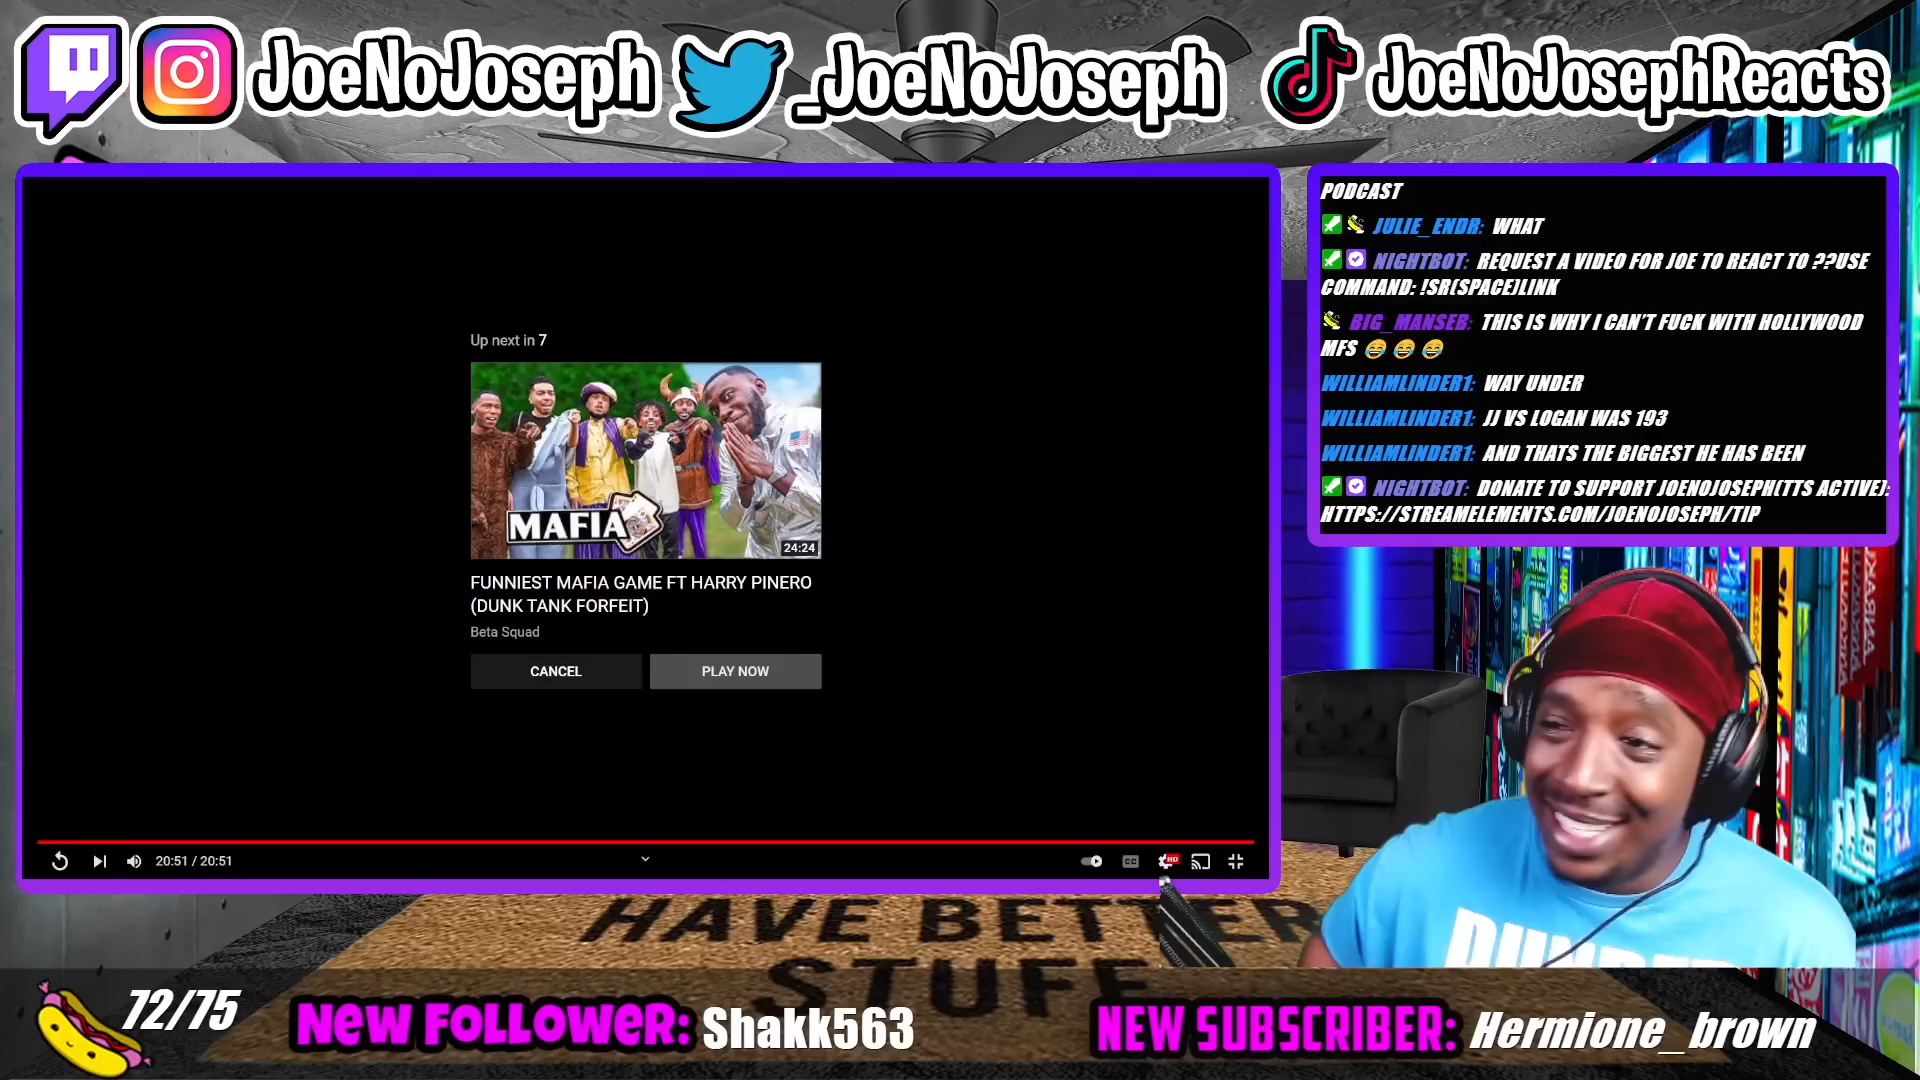 JoeNoJoseph
_JoeNoJoseph
JoeNoJosephReacts
Up next in 7
MAFIA
24:24
FUNNIEST MAFIA GAME FT HARRY PINERO
(DUNK TANK FORFEIT)
Beta Squad
CANCEL
PLAY NOW
20:51 / 20:51
CC
HD
PODCAST
JULIE_ENDR: WHAT
NIGHTBOT: REQUEST A VIDEO FOR JOE TO REACT TO ??USE
COMMAND: !SR(SPACE)LINK
BIG_MANSEB: THIS IS WHY I CAN'T FUCK WITH HOLLYWOOD
MFS 😂 😂 😂
WILLIAMLINDER1: WAY UNDER
WILLIAMLINDER1: JJ VS LOGAN WAS 193
WILLIAMLINDER1: AND THATS THE BIGGEST HE HAS BEEN
NIGHTBOT: DONATE TO SUPPORT JOENOJOSEPH(TTS ACTIVE):
HTTPS://STREAMELEMENTS.COM/JOENOJOSEPH/TIP
HAVE BETTER
STUFF
72/75
NEW FOLLOWER: Shakk563
NEW SUBSCRIBER: Hermione_brown